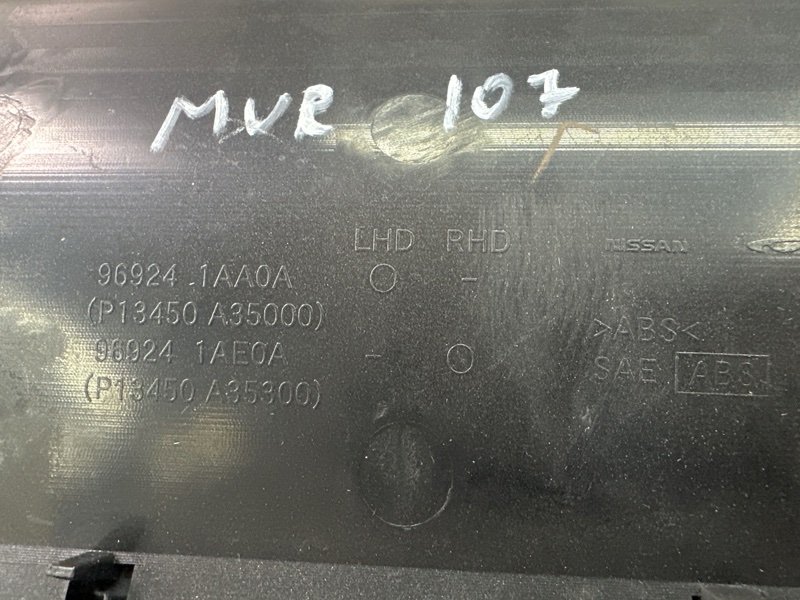 MUR 107
LHD RHD NISSAN
96924 1AA0A ○ -
(P13450 A35000)
96924 1AE0A - ○
(P13450 A35300)
>ABS<
SAE ABS